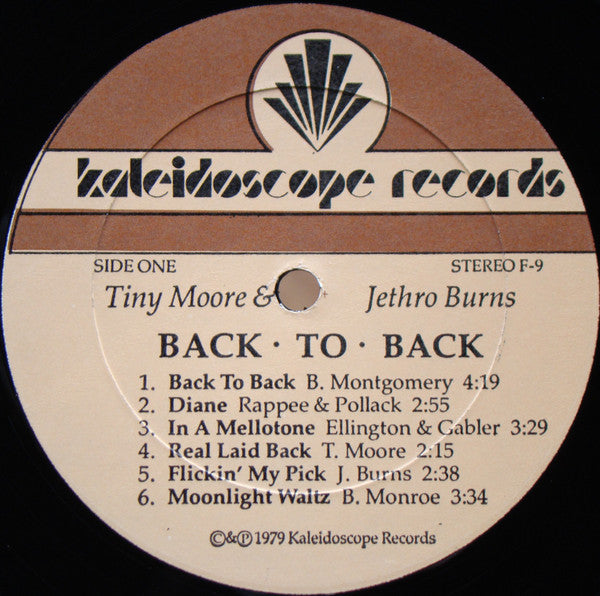 kaleidoscope records
SIDE ONE STEREO F-9
Tiny Moore & Jethro Burns
BACK · TO · BACK
1. Back To Back B. Montgomery 4:19
2. Diane Rappee & Pollack 2:55
3. In A Mellotone Ellington & Gabler 3:29
4. Real Laid Back T. Moore 2:15
5. Flickin' My Pick J. Burns 2:38
6. Moonlight Waltz B. Monroe 3:34
©&℗1979 Kaleidoscope Records